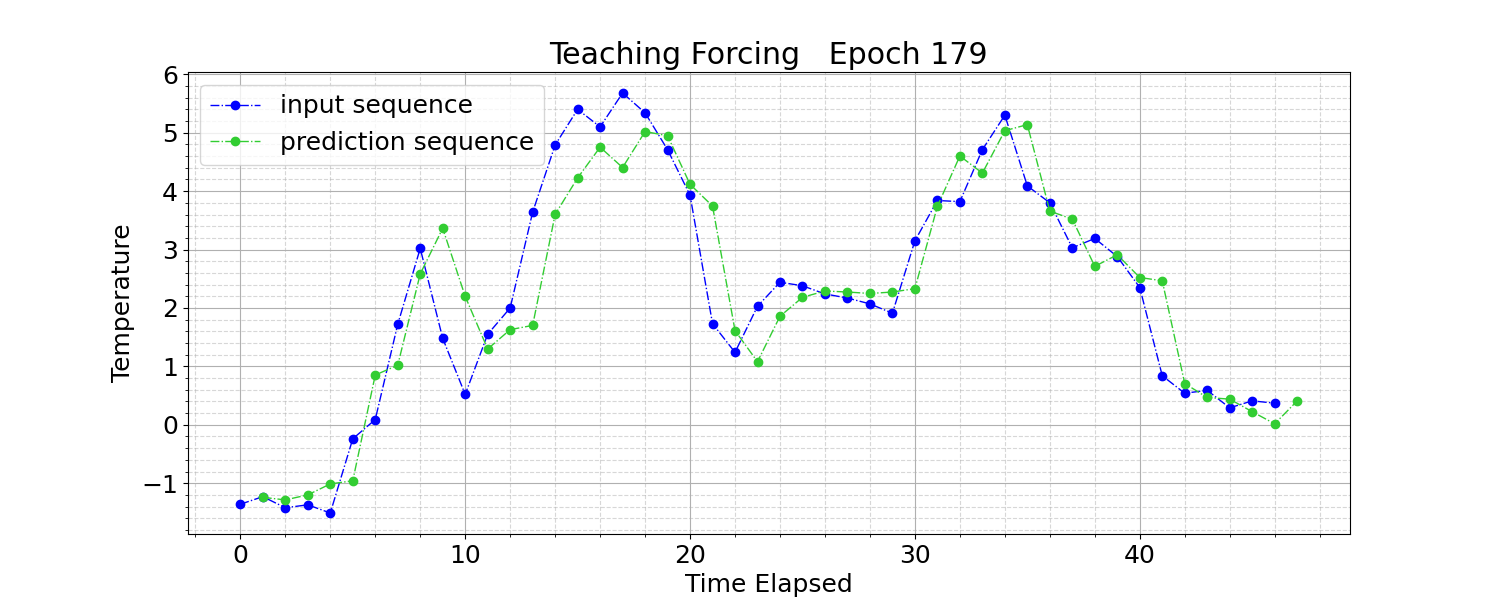 Teaching Forcing   Epoch 179
input sequence
prediction sequence
6
5
4
3
2
1
0
−1
Temperature
0 10 20 30 40
Time Elapsed